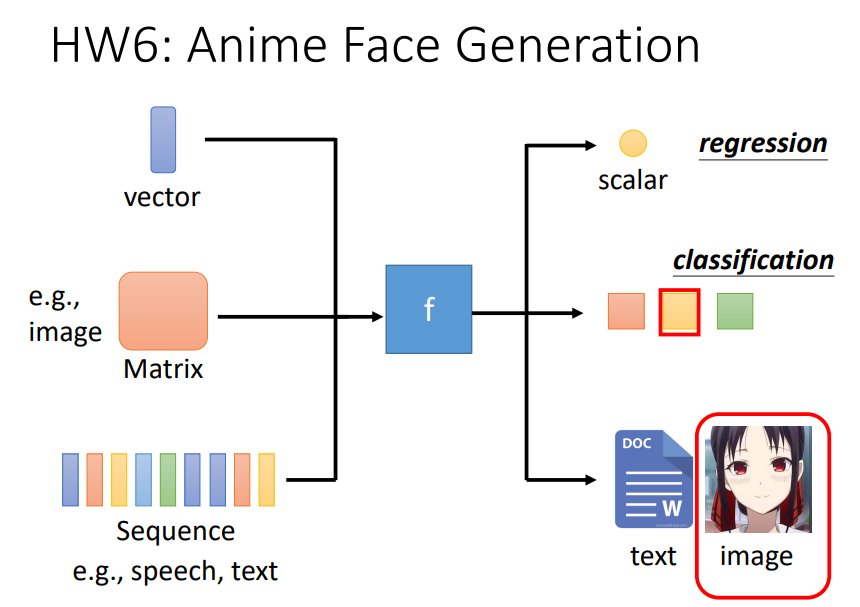 HW6: Anime Face Generation
vector
e.g.,
image
Matrix
Sequence
e.g., speech, text
f
scalar
regression
classification
DOC
W
text
image